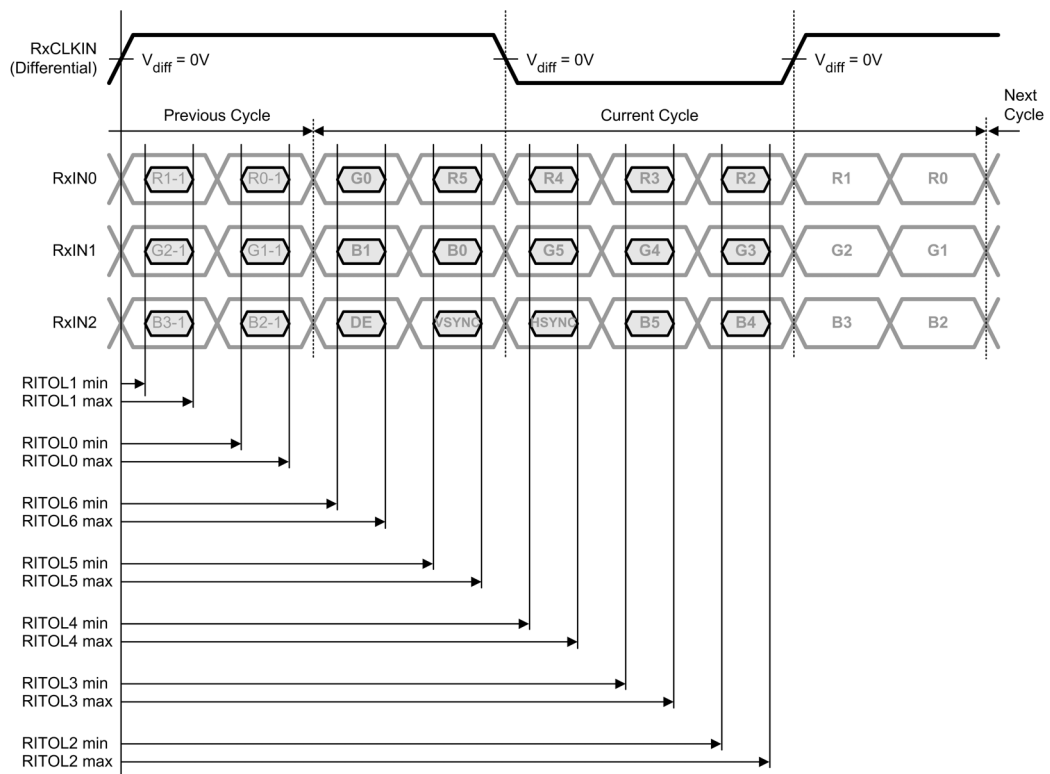 RxCLKIN
(Differential)
Vdiff = 0V
Vdiff = 0V
Vdiff = 0V
Previous Cycle
Current Cycle
Next
Cycle
RxIN0 R1-1 R0-1 G0 R5 R4 R3 R2 R1 R0
RxIN1 G2-1 G1-1 B1 B0 G5 G4 G3 G2 G1
RxIN2 B3-1 B2-1 DE VSYNC HSYNC B5 B4 B3 B2
RITOL1 min
RITOL1 max
RITOL0 min
RITOL0 max
RITOL6 min
RITOL6 max
RITOL5 min
RITOL5 max
RITOL4 min
RITOL4 max
RITOL3 min
RITOL3 max
RITOL2 min
RITOL2 max